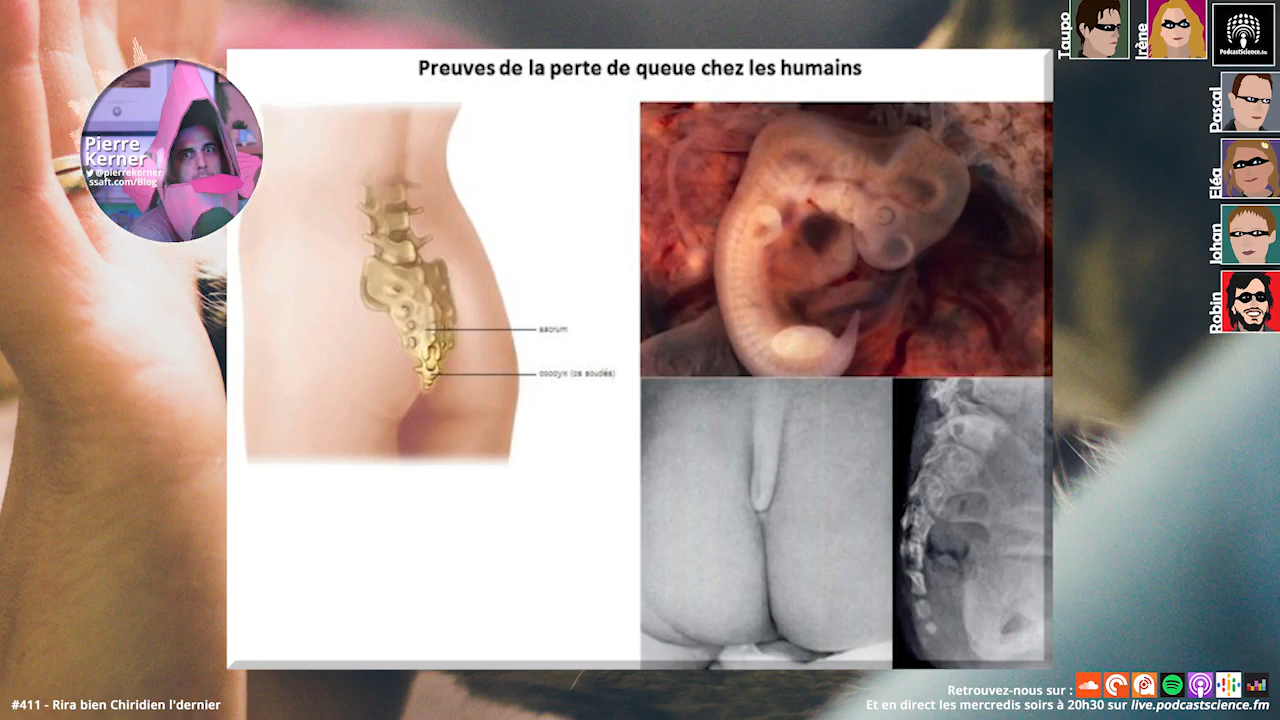 Preuves de la perte de queue chez les humains
Pierre
Kerner
@pierrekerner
ssaft.com/Blog
sacrum
coccyx (os soudés)
Taupo
Irène
PodcastScience.fm
Pascal
Eléa
Johan
Robin
#411 - Rira bien Chiridien l'dernier
Retrouvez-nous sur :
Et en direct les mercredis soirs à 20h30 sur live.podcastscience.fm